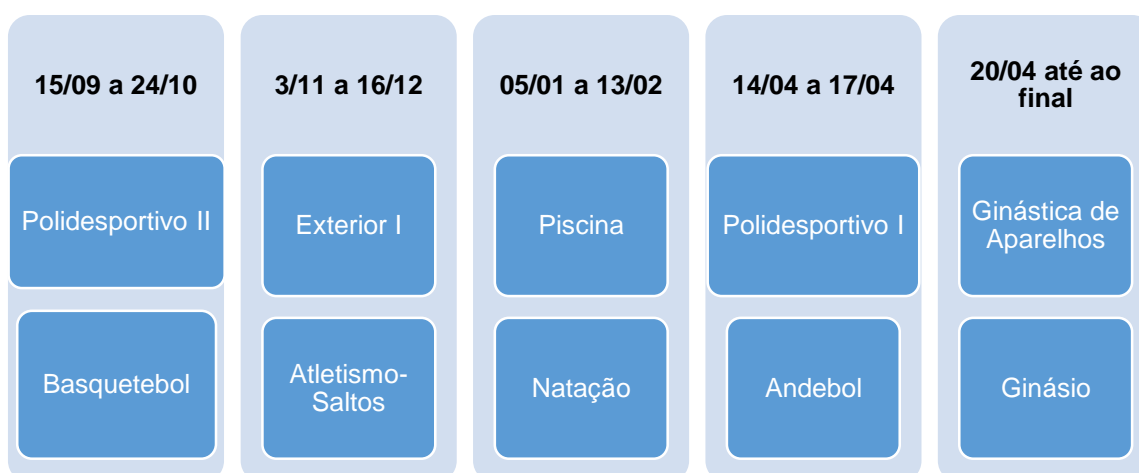 15/09 a 24/10
Polidesportivo II
Basquetebol
3/11 a 16/12
Exterior I
Atletismo-
Saltos
05/01 a 13/02
Piscina
Natação
14/04 a 17/04
Polidesportivo I
Andebol
20/04 até ao
final
Ginástica de
Aparelhos
Ginásio